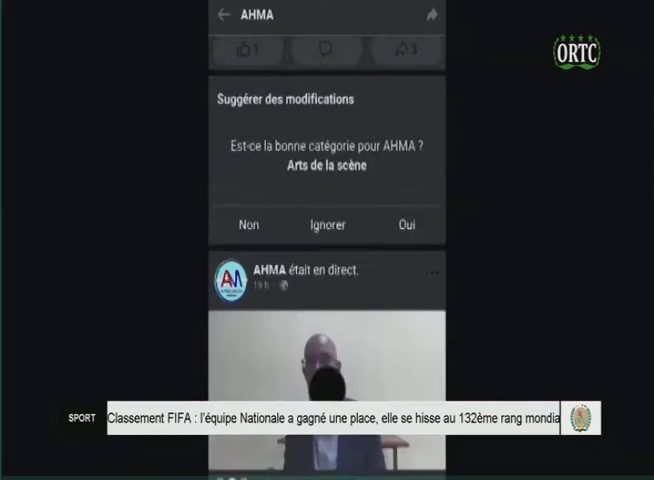 AHMA
ORTC
1
3
Suggérer des modifications
Est-ce la bonne catégorie pour AHMA ?
Arts de la scène
Non Ignorer Oui
AHMA était en direct.
19 h
AM
SPORT Classement FIFA : l'équipe Nationale a gagné une place, elle se hisse au 132ème rang mondia